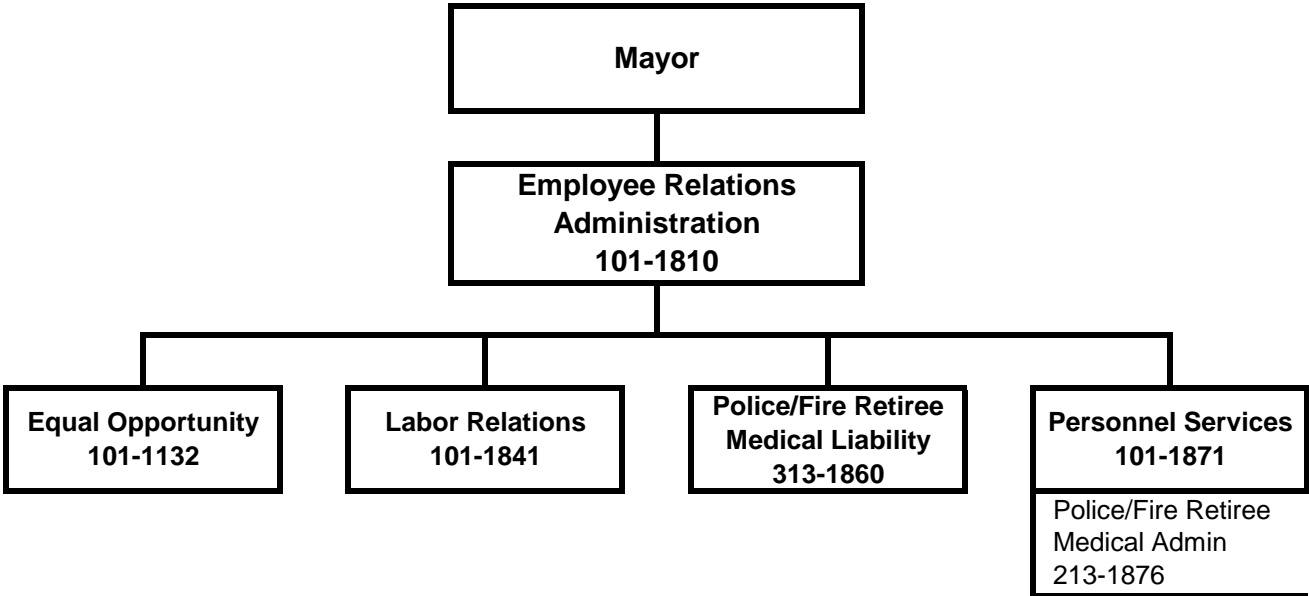 Mayor
Employee Relations
Administration
101-1810
Equal Opportunity
101-1132
Labor Relations
101-1841
Police/Fire Retiree
Medical Liability
313-1860
Personnel Services
101-1871
Police/Fire Retiree
Medical Admin
213-1876